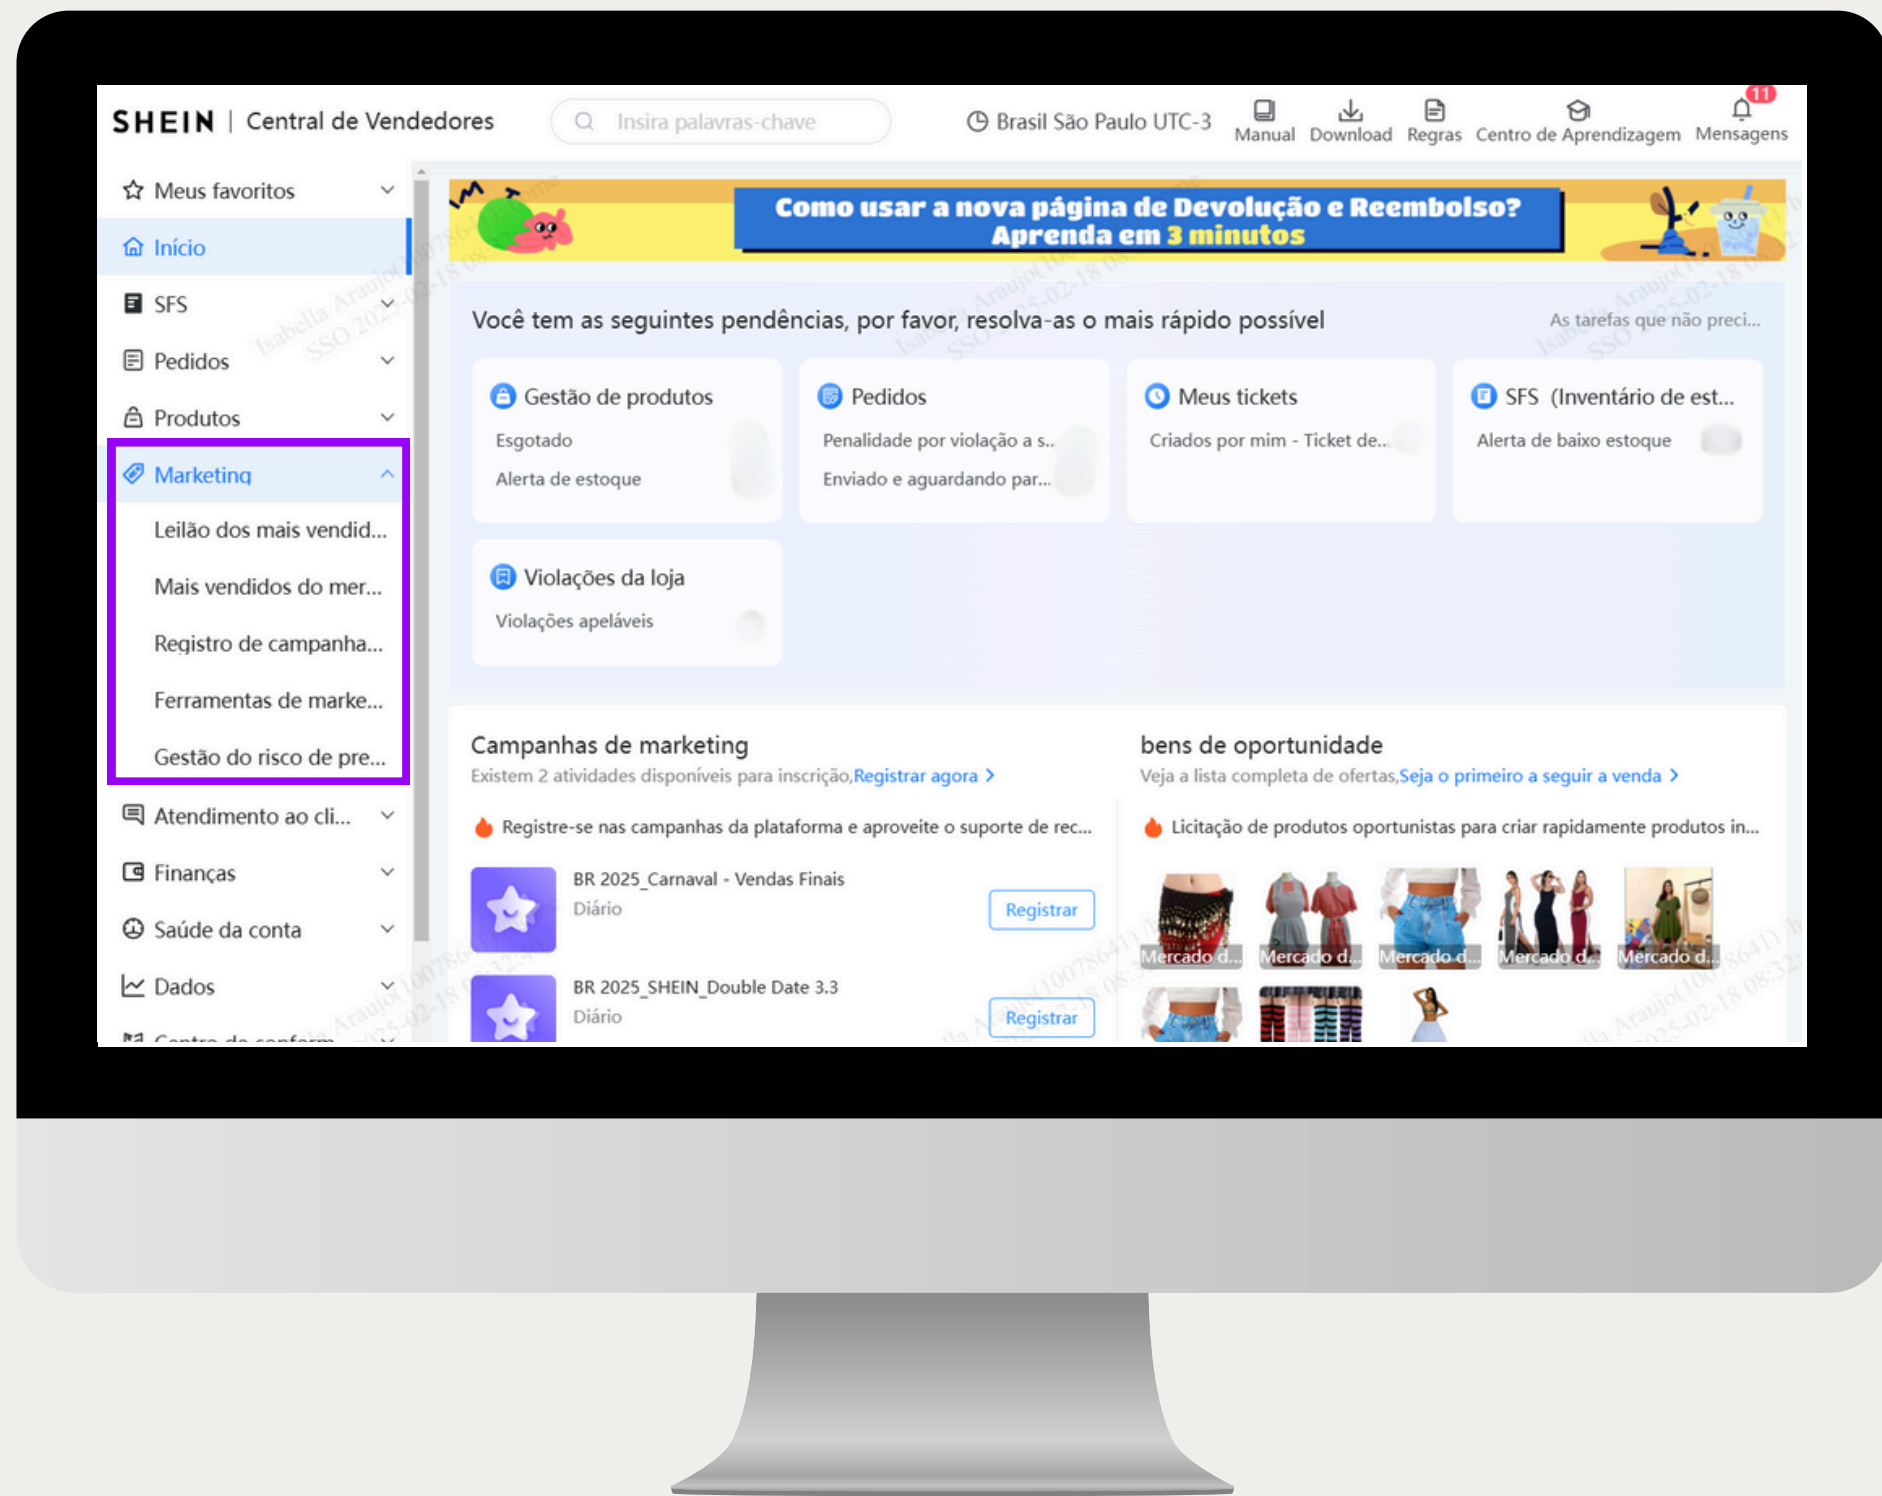 SHEIN | Central de Vendedores
Insira palavras-chave
Brasil São Paulo UTC-3
Manual
Download
Regras
Centro de Aprendizagem
11
Mensagens
Meus favoritos
Início
SFS
Pedidos
Produtos
Marketing
Leilão dos mais vendid...
Mais vendidos do mer...
Registro de campanha...
Ferramentas de marke...
Gestão do risco de pre...
Atendimento ao cli...
Finanças
Saúde da conta
Dados
Centro de conform...
Como usar a nova página de Devolução e Reembolso?
Aprenda em 3 minutos
Você tem as seguintes pendências, por favor, resolva-as o mais rápido possível
As tarefas que não preci...
Gestão de produtos
Esgotado
Alerta de estoque
Pedidos
Penalidade por violação a s..
Enviado e aguardando par...
Meus tickets
Criados por mim - Ticket de...
SFS (Inventário de est...
Alerta de baixo estoque
Violações da loja
Violações apeláveis
Campanhas de marketing
Existem 2 atividades disponíveis para inscrição,Registrar agora >
Registre-se nas campanhas da plataforma e aproveite o suporte de rec...
BR 2025_Carnaval - Vendas Finais
Diário
Registrar
BR 2025_SHEIN_Double Date 3.3
Diário
Registrar
bens de oportunidade
Veja a lista completa de ofertas,Seja o primeiro a seguir a venda >
Licitação de produtos oportunistas para criar rapidamente produtos in...
Mercado d...
Mercado d...
Mercado d...
Mercado d...
Mercado d...